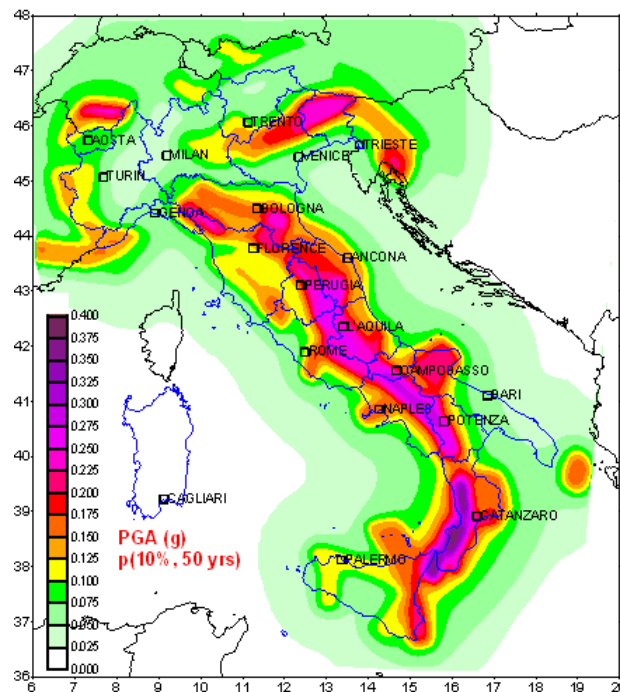 48
47
46
45
44
43
42
41
40
39
38
37
36
6 7 8 9 10 11 12 13 14 15 16 17 18 19 2
TRENTO
AOSTA
MILAN
VENICE
TRIESTE
TURIN
GENOA
BOLOGNA
FLORENCE
ANCONA
PERUGIA
L'AQUILA
ROME
CAMPOBASSO
BARI
NAPLES
POTENZA
CAGLIARI
CATANZARO
PALERMO
0.400
0.375
0.350
0.325
0.300
0.275
0.250
0.225
0.200
0.175
0.150
0.125
0.100
0.075
0.050
0.025
0.000
PGA (g)
p(10%, 50 yrs)